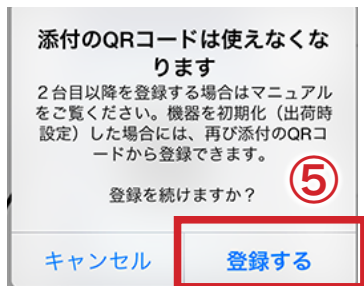 添付のQRコードは使えなくな
ります
2台目以降を登録する場合はマニュアル
をご覧ください。機器を初期化（出荷時
設定）した場合には、再び添付のQRコ
ードから登録できます。
登録を続けますか？
⑤
キャンセル 登録する